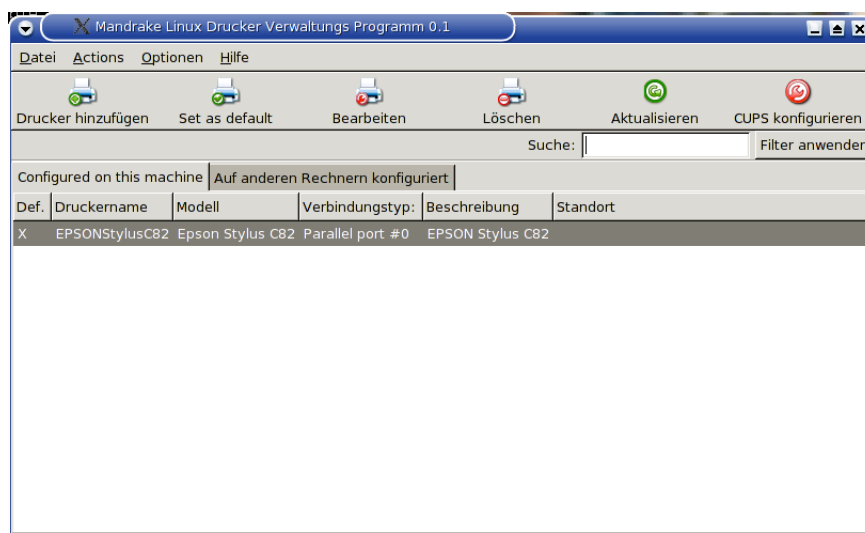 Mandrake Linux Drucker Verwaltungs Programm 0.1
Datei Actions Optionen Hilfe
Drucker hinzufügen Set as default Bearbeiten Löschen Aktualisieren CUPS konfigurieren
Suche: Filter anwenden
Configured on this machine Auf anderen Rechnern konfiguriert
Def. Druckername Modell Verbindungstyp: Beschreibung Standort
X EPSONStylusC82 Epson Stylus C82 Parallel port #0 EPSON Stylus C82